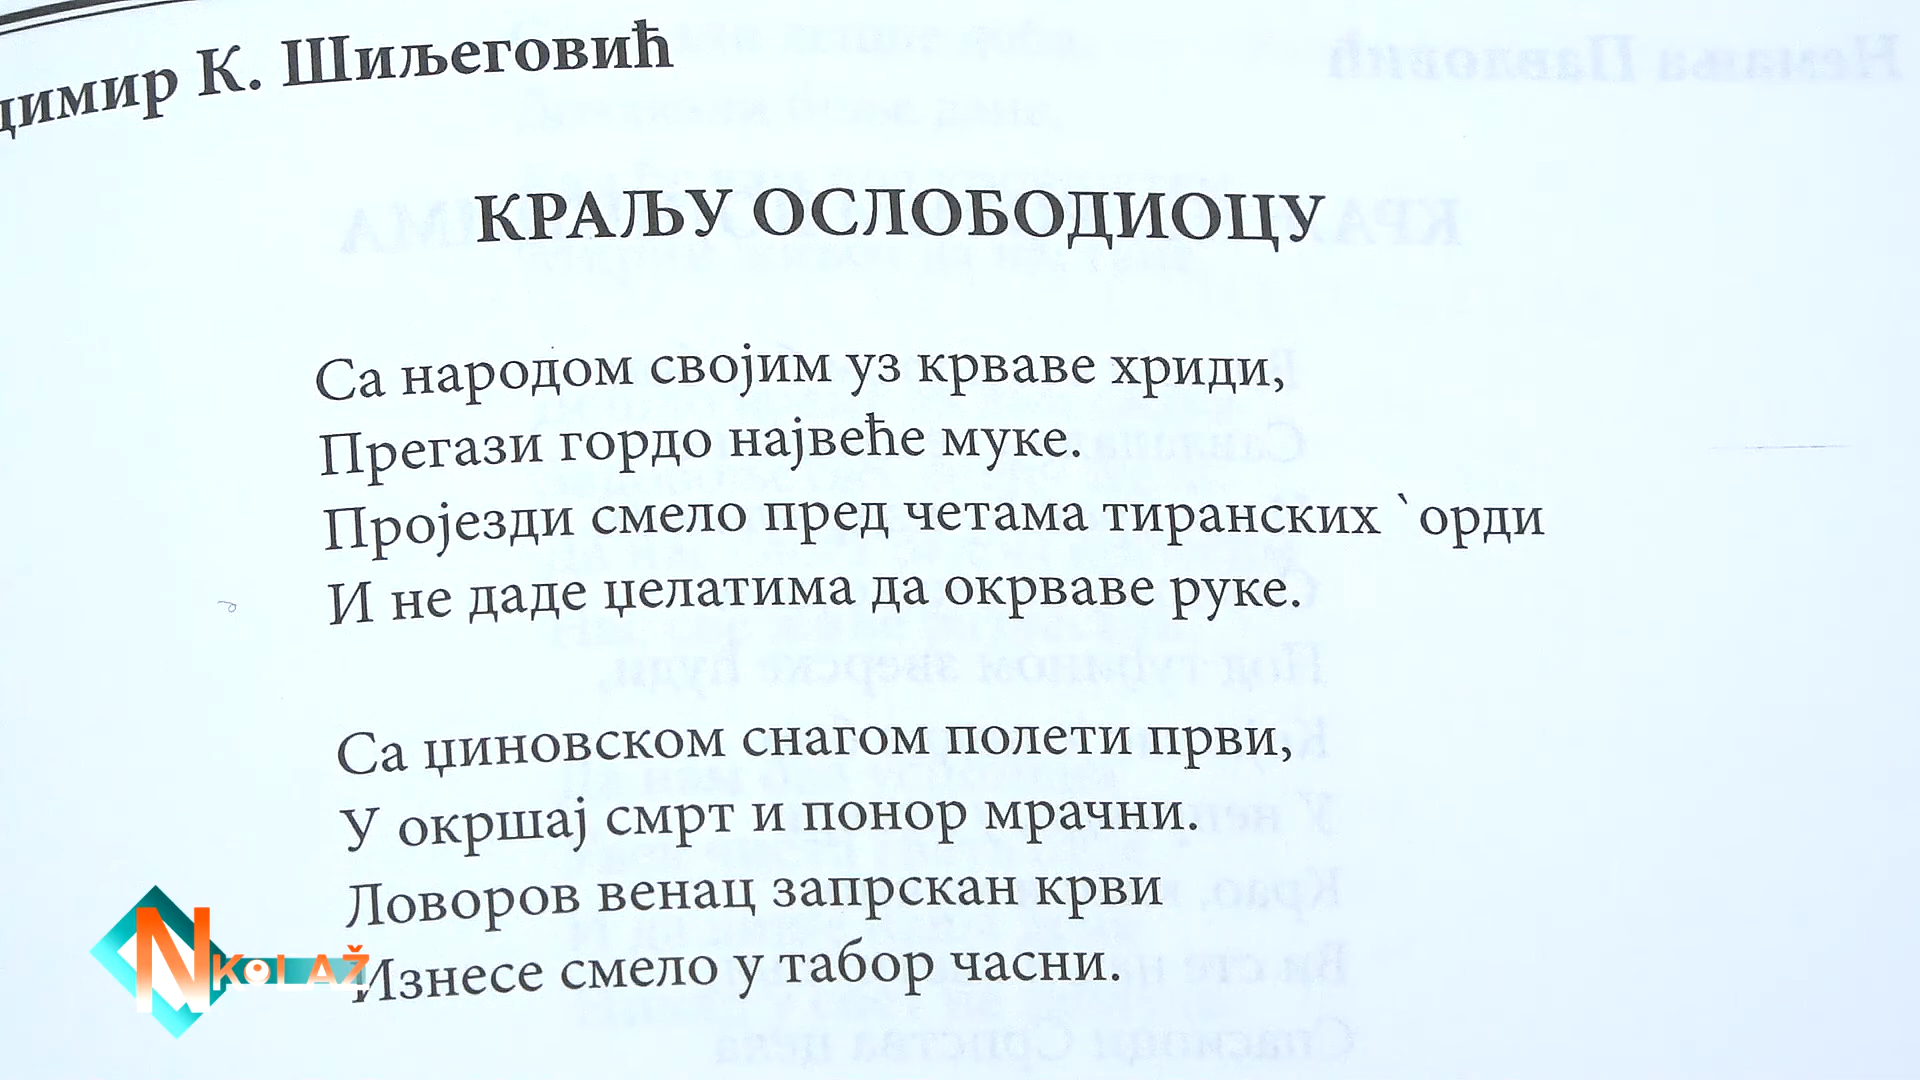 К. Шиљеговић
КРАЉУ ОСЛОБОДИОЦУ
Са народом својим уз крваве хриди,
Прегази гордо највеће муке.
Пројезди смело пред четама тиранских `орди
И не даде џелатима да окрваве руке.
Са џиновском снагом полети први,
У окршај смрт и понор мрачни.
Ловоров венац запрскан крви
Изнесе смело у табор часни.
N KOLAŽ